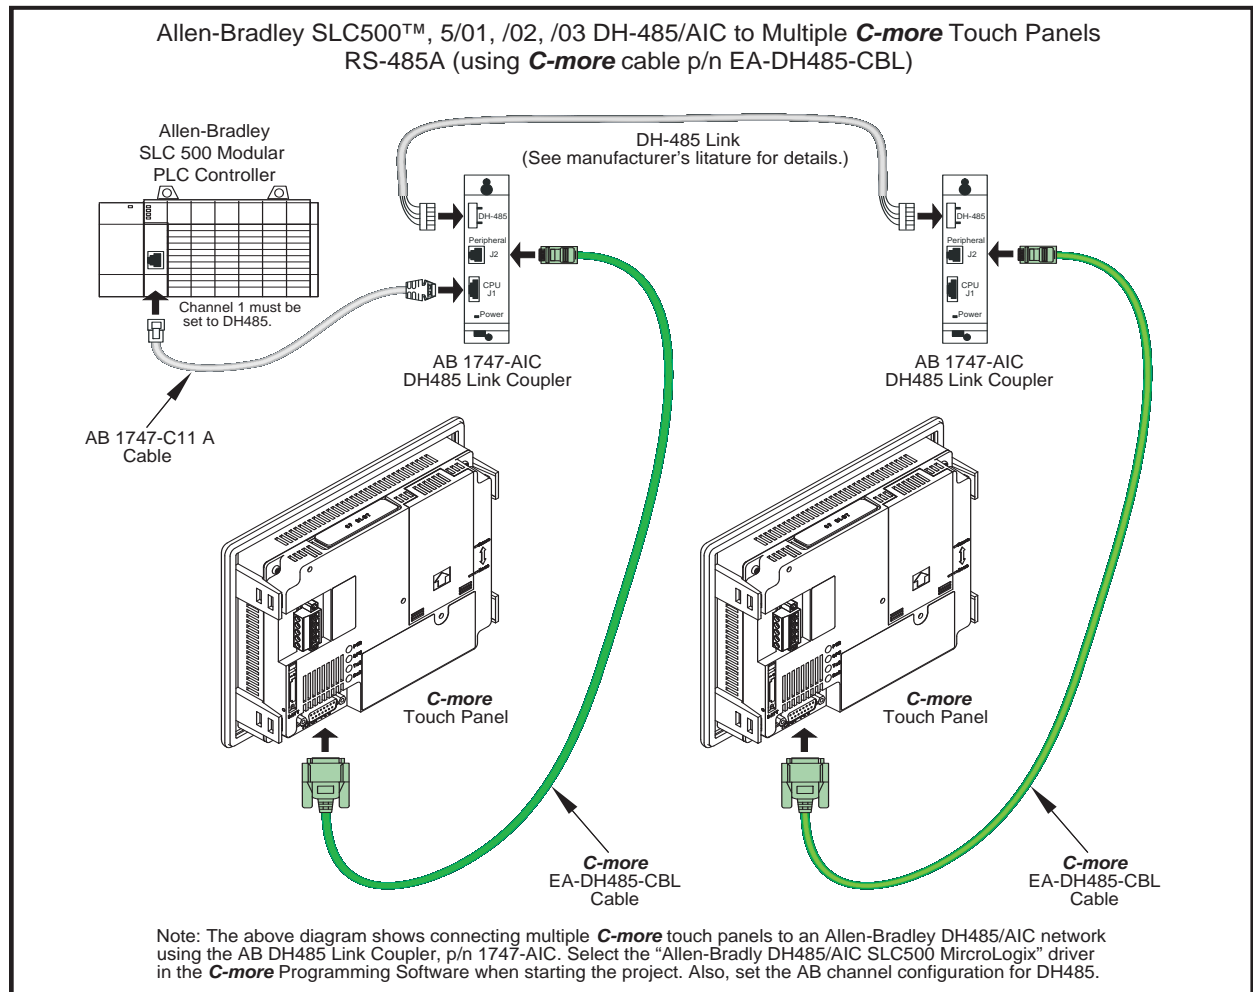 Allen-Bradley SLC500™, 5/01, /02, /03 DH-485/AIC to Multiple C-more Touch Panels
RS-485A (using C-more cable p/n EA-DH485-CBL)
Allen-Bradley
SLC 500 Modular
PLC Controller
DH-485 Link
(See manufacturer's litature for details.)
DH-485
Peripheral
J2
CPU
J1
Power
DH-485
Peripheral
J2
CPU
J1
Power
Channel 1 must be
set to DH485.
AB 1747-AIC
DH485 Link Coupler
AB 1747-AIC
DH485 Link Coupler
AB 1747-C11 A
Cable
C-more
Touch Panel
C-more
Touch Panel
C-more
EA-DH485-CBL
Cable
C-more
EA-DH485-CBL
Cable
Note: The above diagram shows connecting multiple C-more touch panels to an Allen-Bradley DH485/AIC network
using the AB DH485 Link Coupler, p/n 1747-AIC. Select the “Allen-Bradly DH485/AIC SLC500 MircroLogix” driver
in the C-more Programming Software when starting the project. Also, set the AB channel configuration for DH485.